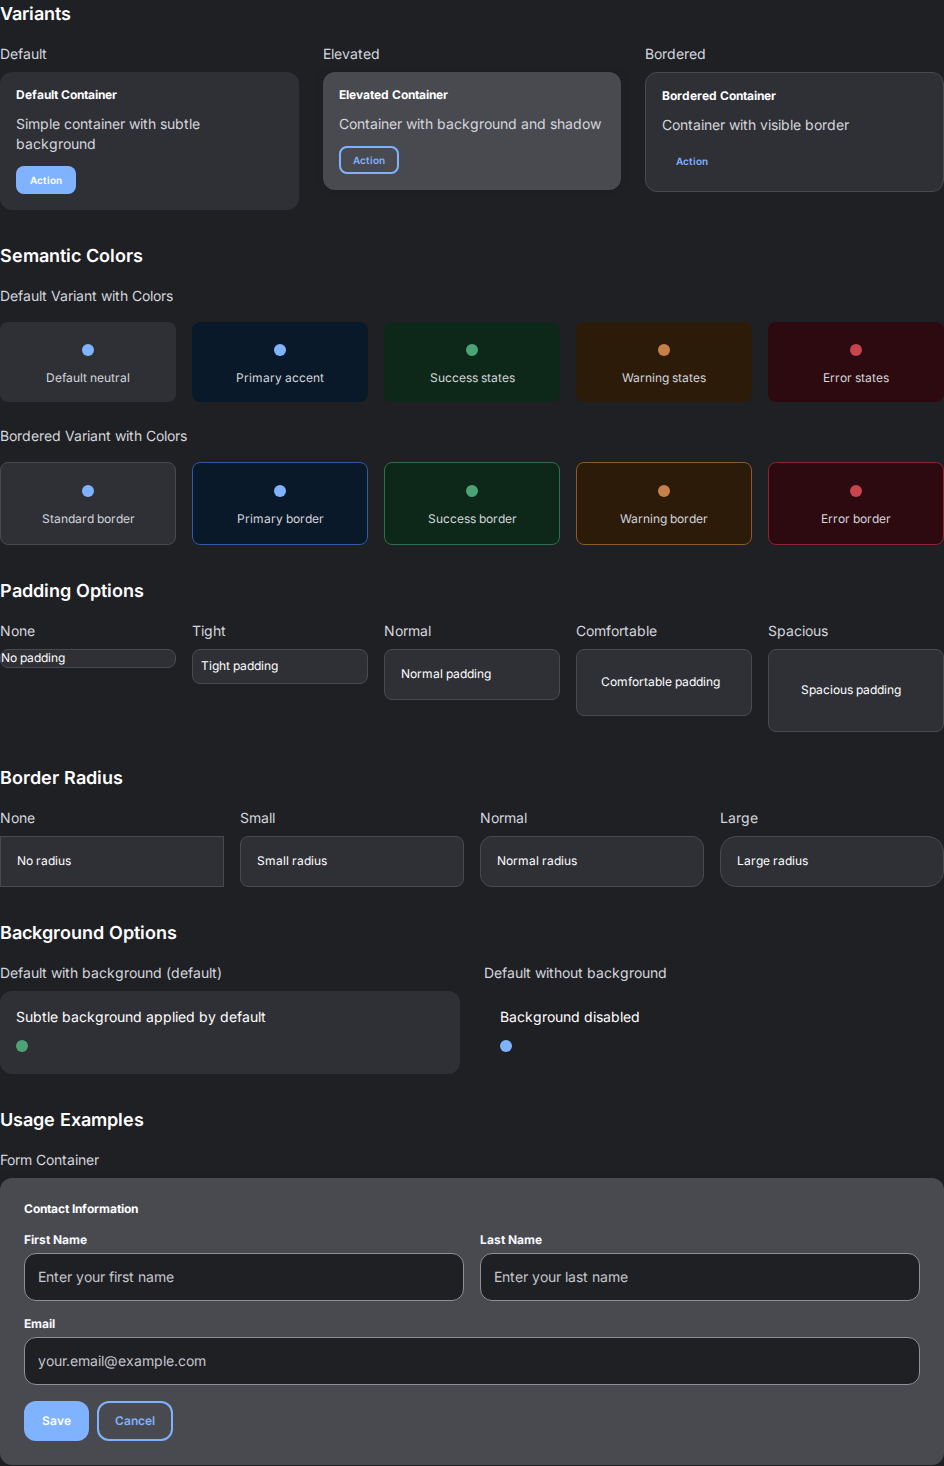 Variants
Default
Elevated
Bordered
Default Container
Simple container with subtle
background
Action
Elevated Container
Container with background and shadow
Action
Bordered Container
Container with visible border
Action
Semantic Colors
Default Variant with Colors
Default neutral
Primary accent
Success states
Warning states
Error states
Bordered Variant with Colors
Standard border
Primary border
Success border
Warning border
Error border
Padding Options
None
Tight
Normal
Comfortable
Spacious
No padding
Tight padding
Normal padding
Comfortable padding
Spacious padding
Border Radius
None
Small
Normal
Large
No radius
Small radius
Normal radius
Large radius
Background Options
Default with background (default)
Default without background
Subtle background applied by default
Background disabled
Usage Examples
Form Container
Contact Information
First Name
Last Name
Enter your first name
Enter your last name
Email
your.email@example.com
Save
Cancel